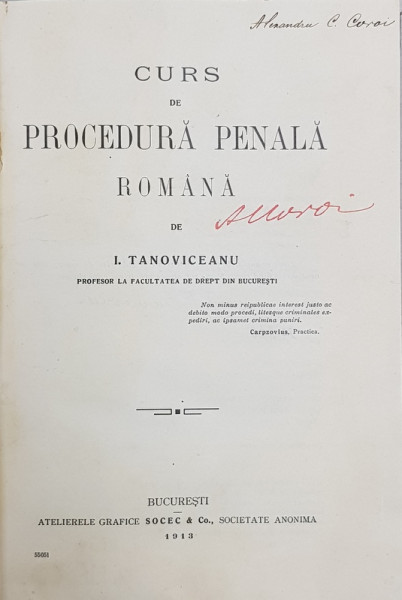 Alexandru C. Coroi
CURS
DE
PROCEDURĂ PENALĂ
ROMÂNĂ
ACoroi
DE
I. TANOVICEANU
PROFESOR LA FACULTATEA DE DREPT DIN BUCUREȘTI
Non minus reipublicae interest justo ac
debito modo procedi, litesque criminales ex-
pediri, ac ipsamet crimina puniri.
Carpzovius, Practica.
BUCUREȘTI
ATELIERELE GRAFICE SOCEC & Co., SOCIETATE ANONIMA
1913
55051